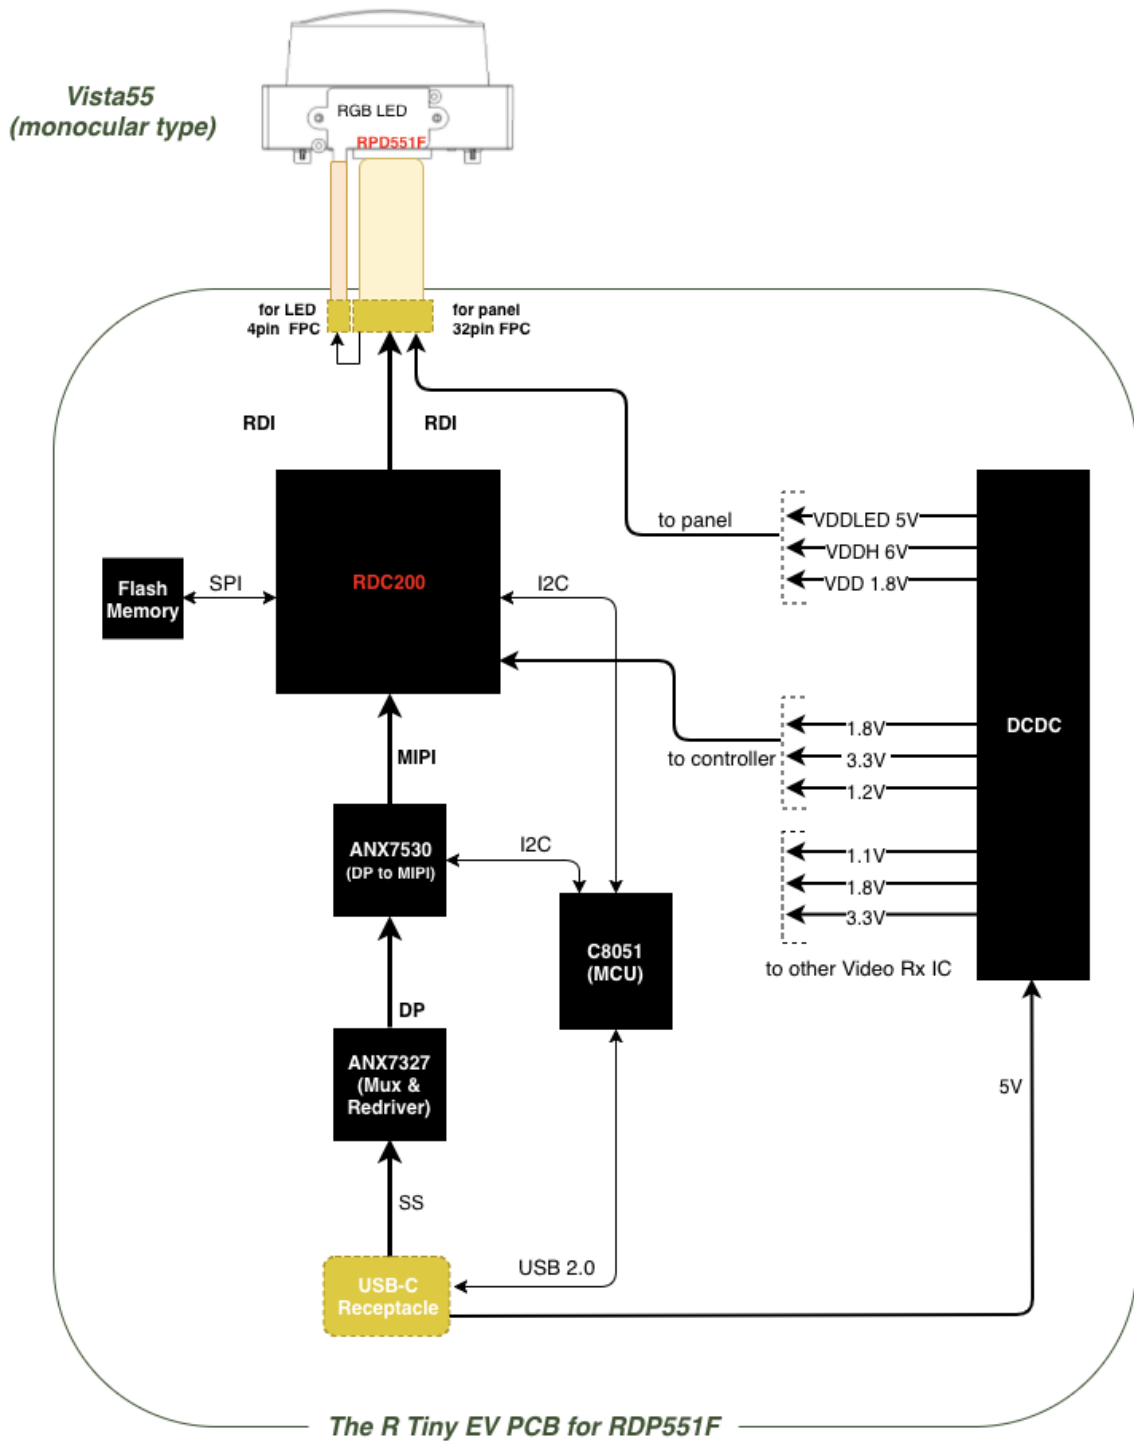 Vista55
(monocular type)
RGB LED
RPD551F
for LED
4pin FPC
for panel
32pin FPC
RDI
RDI
to panel
VDDLED 5V
VDDH 6V
VDD 1.8V
Flash
Memory
SPI
RDC200
I2C
DCDC
1.8V
3.3V
1.2V
to controller
MIPI
ANX7530
(DP to MIPI)
I2C
1.1V
1.8V
3.3V
to other Video Rx IC
C8051
(MCU)
DP
ANX7327
(Mux &
Redriver)
5V
SS
USB 2.0
USB-C
Receptacle
The R Tiny EV PCB for RDP551F